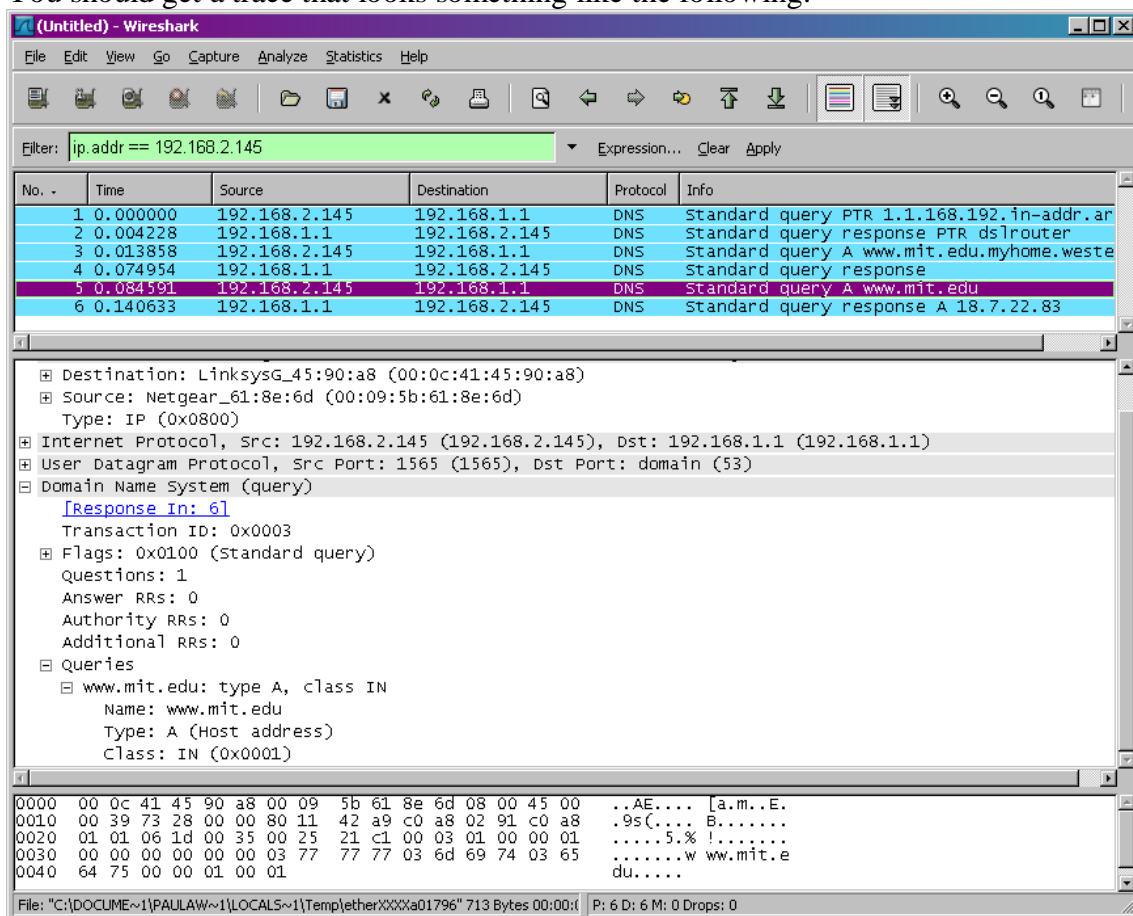 You should get a trace that looks something like the following:
(Untitled) - Wireshark
File Edit View Go Capture Analyze Statistics Help
Filter: ip.addr == 192.168.2.145 Expression... Clear Apply
No. Time Source Destination Protocol Info
1 0.000000 192.168.2.145 192.168.1.1 DNS Standard query PTR 1.1.168.192.in-addr.ar
2 0.004228 192.168.1.1 192.168.2.145 DNS Standard query response PTR dslrouter
3 0.013858 192.168.2.145 192.168.1.1 DNS Standard query A www.mit.edu.myhome.weste
4 0.074954 192.168.1.1 192.168.2.145 DNS Standard query response
5 0.084591 192.168.2.145 192.168.1.1 DNS Standard query A www.mit.edu
6 0.140633 192.168.1.1 192.168.2.145 DNS Standard query response A 18.7.22.83
Destination: LinksysG_45:90:a8 (00:0c:41:45:90:a8)
Source: Netgear_61:8e:6d (00:09:5b:61:8e:6d)
Type: IP (0x0800)
Internet Protocol, Src: 192.168.2.145 (192.168.2.145), Dst: 192.168.1.1 (192.168.1.1)
User Datagram Protocol, Src Port: 1565 (1565), Dst Port: domain (53)
Domain Name System (query)
[Response In: 6]
Transaction ID: 0x0003
Flags: 0x0100 (Standard query)
Questions: 1
Answer RRs: 0
Authority RRs: 0
Additional RRs: 0
Queries
www.mit.edu: type A, class IN
Name: www.mit.edu
Type: A (Host address)
Class: IN (0x0001)
0000 00 0c 41 45 90 a8 00 09 5b 61 8e 6d 08 00 45 00 ..AE.... [a.m..E.
0010 00 39 73 28 00 00 80 11 42 a9 c0 a8 02 91 c0 a8 .9s(.... B.......
0020 01 01 06 1d 00 35 00 25 21 c1 00 03 01 00 00 01 .....5.% !.......
0030 00 00 00 00 00 00 03 77 77 77 03 6d 69 74 03 65 .......w ww.mit.e
0040 64 75 00 00 01 00 01 du.....
File: "C:\DOCUME~1\PAULAW~1\LOCALS~1\Temp\etherXXXXa01796" 713 Bytes 00:00:( P: 6 D: 6 M: 0 Drops: 0